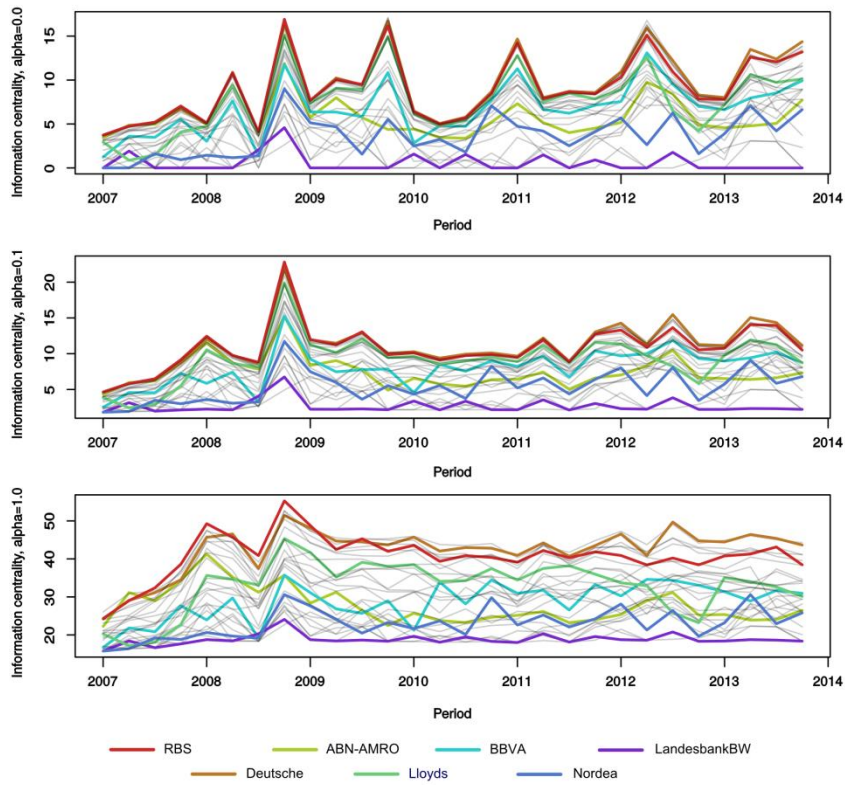 Information centrality, alpha=0.0
15
10
5
0
2007 2008 2009 2010 2011 2012 2013 2014
Period
Information centrality, alpha=0.1
20
15
10
5
2007 2008 2009 2010 2011 2012 2013 2014
Period
Information centrality, alpha=1.0
50
40
30
20
2007 2008 2009 2010 2011 2012 2013 2014
Period
RBS ABN-AMRO BBVA LandesbankBW
Deutsche Lloyds Nordea